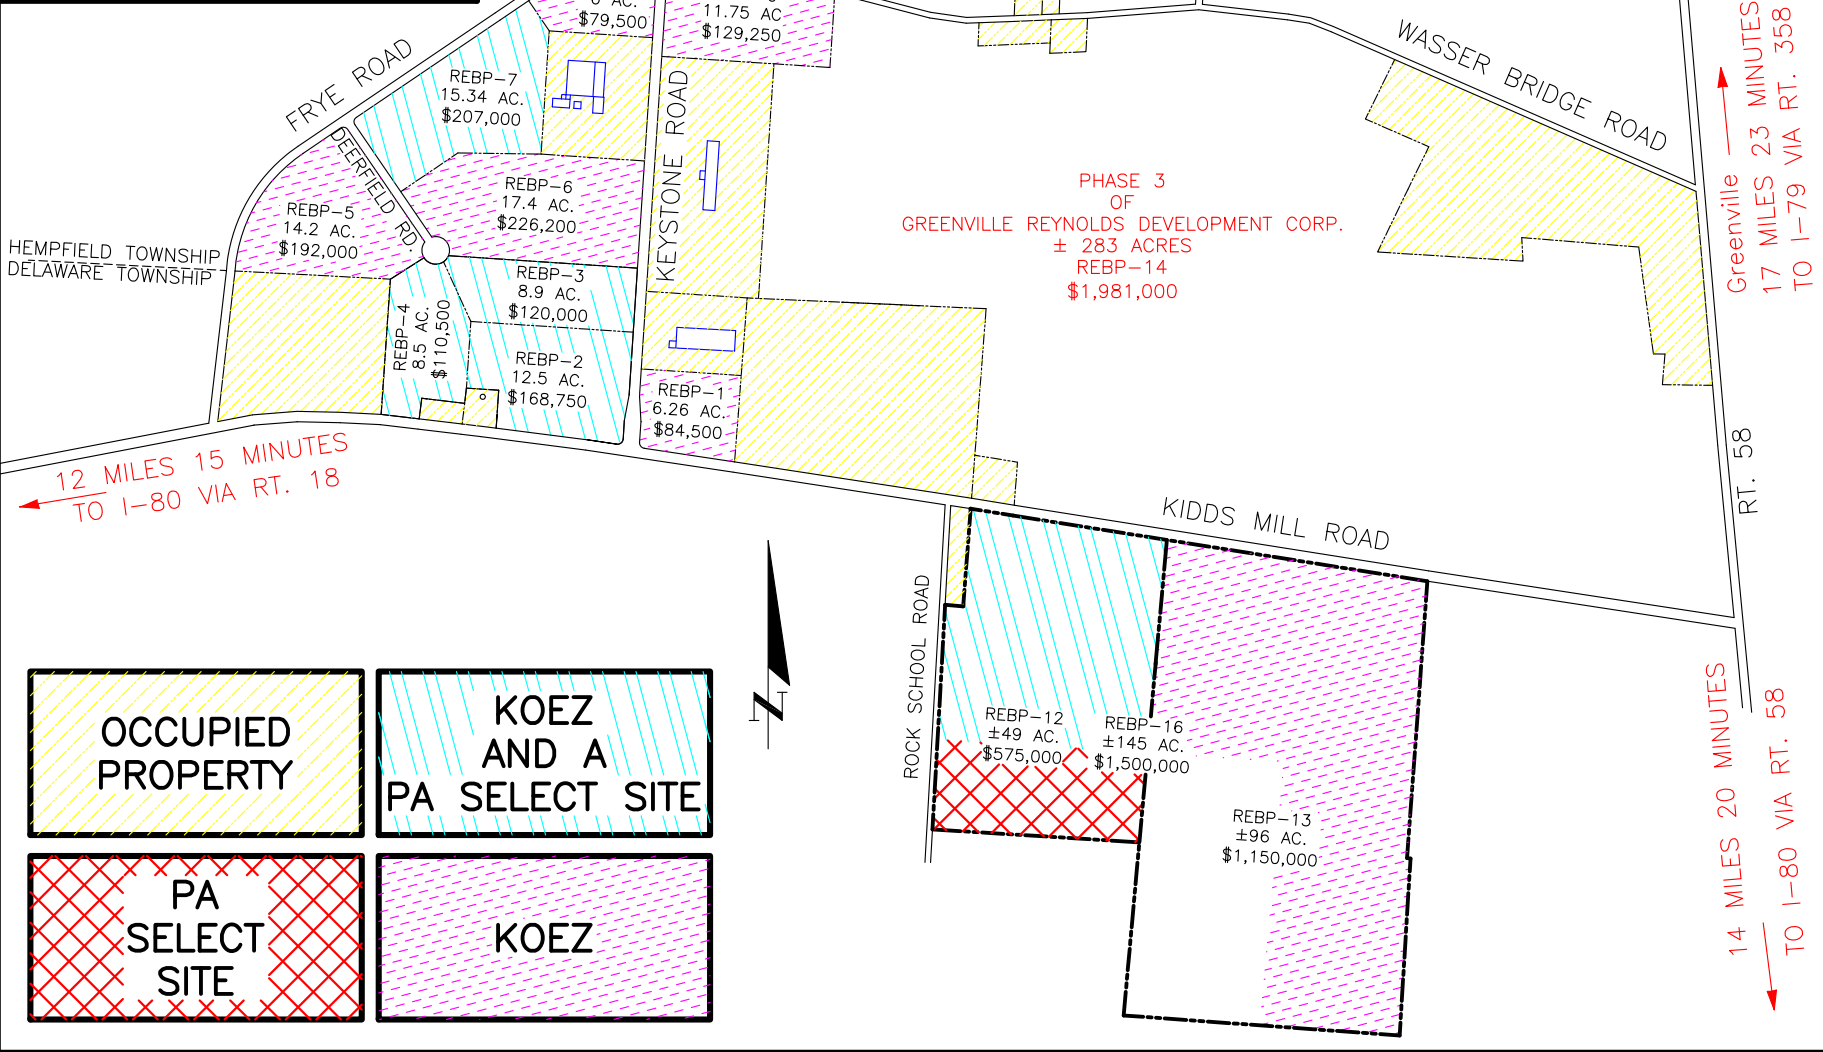 AC.
$79,500
11.75 AC
$129,250
FRYE ROAD
REBP-7
15.34 AC.
$207,000
DEERFIELD RD.
KEYSTONE ROAD
WASSER BRIDGE ROAD
Greenville
17 MILES 23 MINUTES
TO I-79 VIA RT. 358
REBP-6
17.4 AC.
$226,200
REBP-5
14.2 AC.
$192,000
HEMPFIELD TOWNSHIP
DELAWARE TOWNSHIP
PHASE 3
OF
GREENVILLE REYNOLDS DEVELOPMENT CORP.
± 283 ACRES
REBP-14
$1,981,000
REBP-3
8.9 AC.
$120,000
REBP-4
8.5 AC.
$110,500
REBP-2
12.5 AC.
$168,750
REBP-1
6.26 AC.
$84,500
12 MILES 15 MINUTES
TO I-80 VIA RT. 18
RT. 58
KIDDS MILL ROAD
ROCK SCHOOL ROAD
N
REBP-12
±49 AC.
$575,000
REBP-16
±145 AC.
$1,500,000
REBP-13
±96 AC.
$1,150,000
14 MILES 20 MINUTES
TO I-80 VIA RT. 58
OCCUPIED
PROPERTY
KOEZ
AND A
PA SELECT SITE
PA
SELECT
SITE
KOEZ